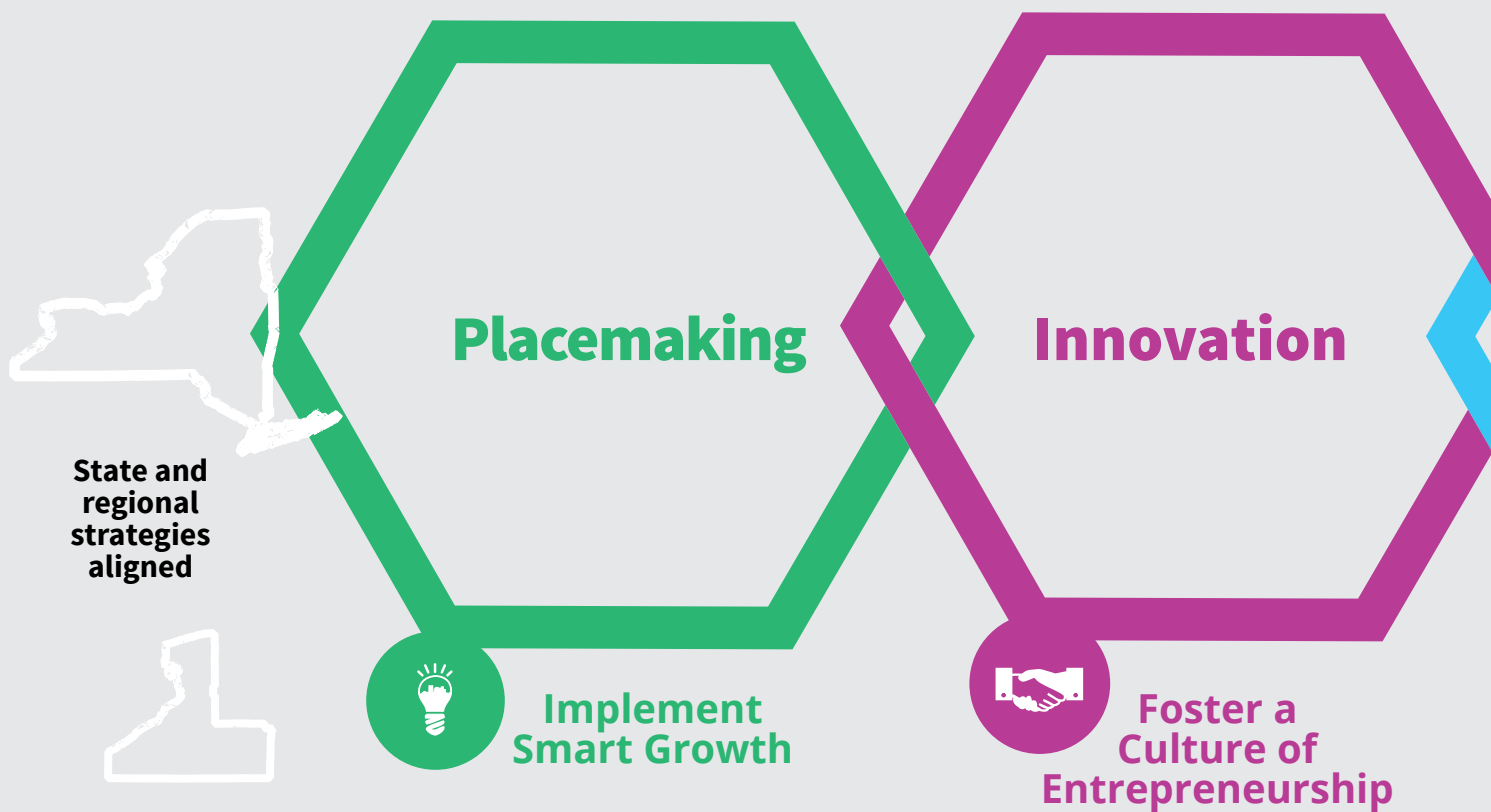 Placemaking
Innovation
State and
regional
strategies
aligned
Implement
Smart Growth
Foster a
Culture of
Entrepreneurship